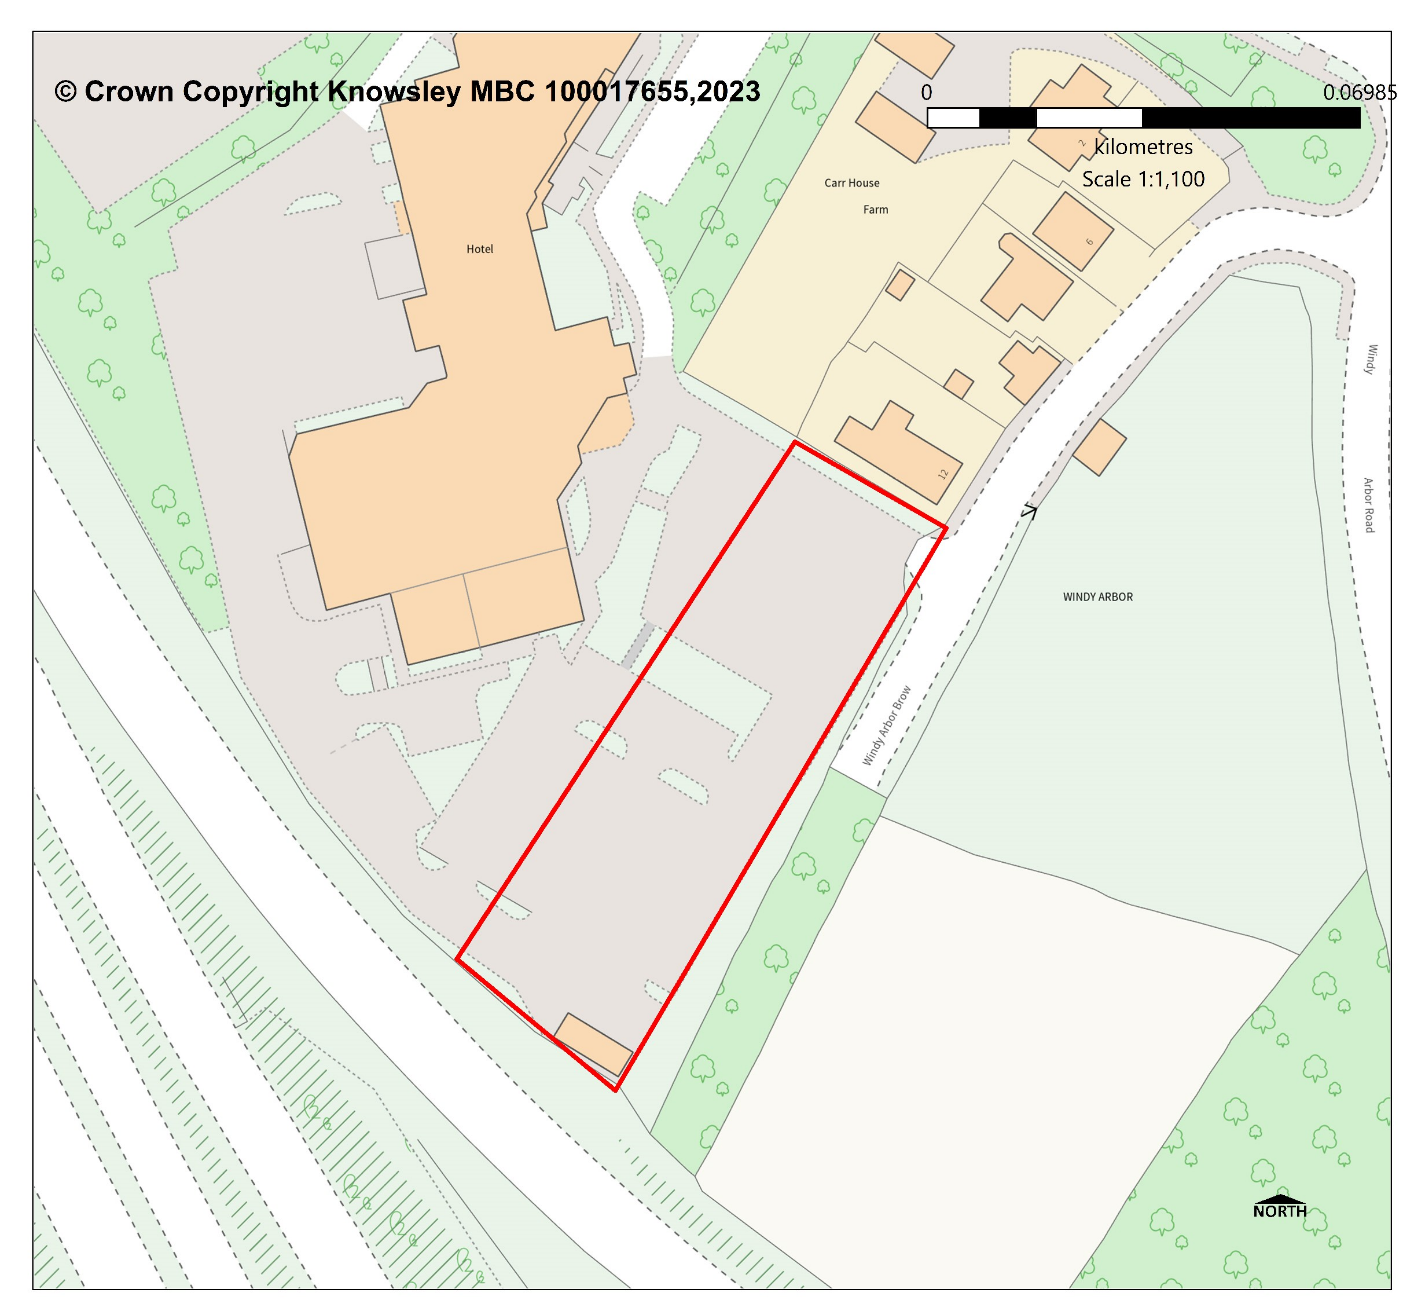 © Crown Copyright Knowsley MBC 100017655,2023
0
0.06985
kilometres
Scale 1:1,100
2
Carr House
Farm
6
Hotel
Windy
12
Arbor Road
WINDY ARBOR
Windy Arbor Brow
NORTH